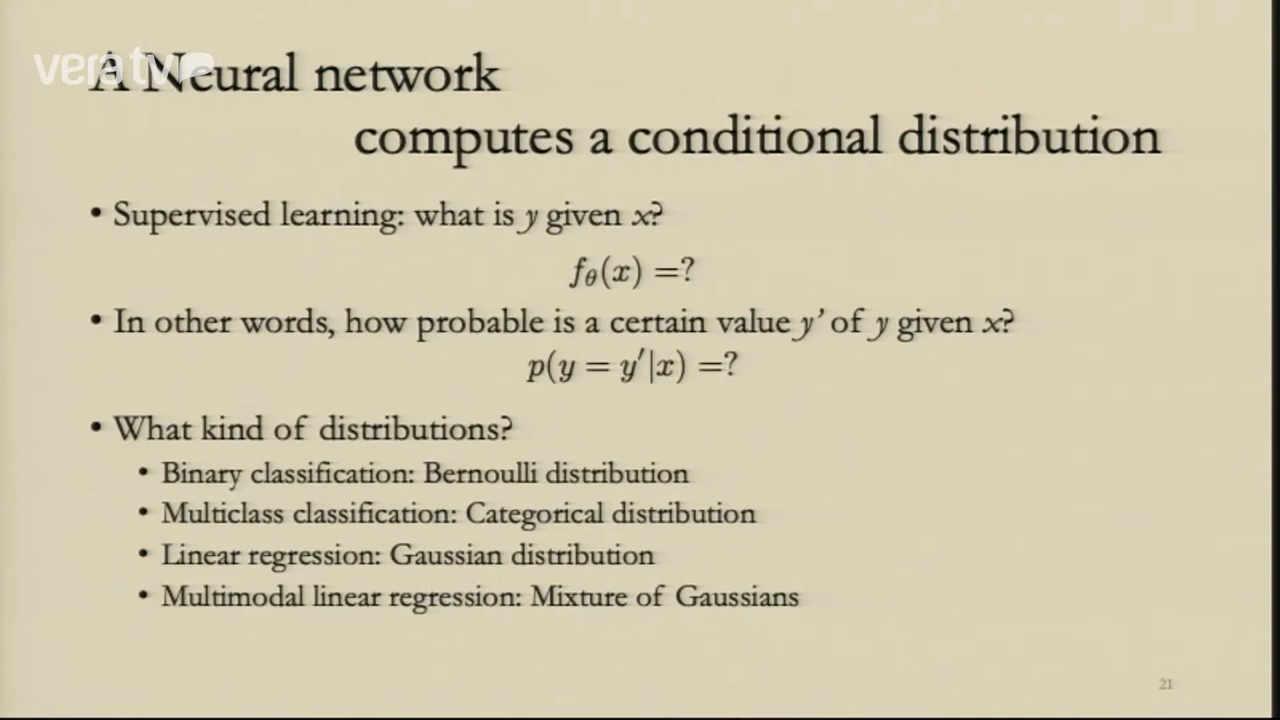 vera tv
A Neural network
computes a conditional distribution
• Supervised learning: what is y given x?
fθ(x) =?
• In other words, how probable is a certain value y’ of y given x?
p(y = y′|x) =?
• What kind of distributions?
• Binary classification: Bernoulli distribution
• Multiclass classification: Categorical distribution
• Linear regression: Gaussian distribution
• Multimodal linear regression: Mixture of Gaussians
21